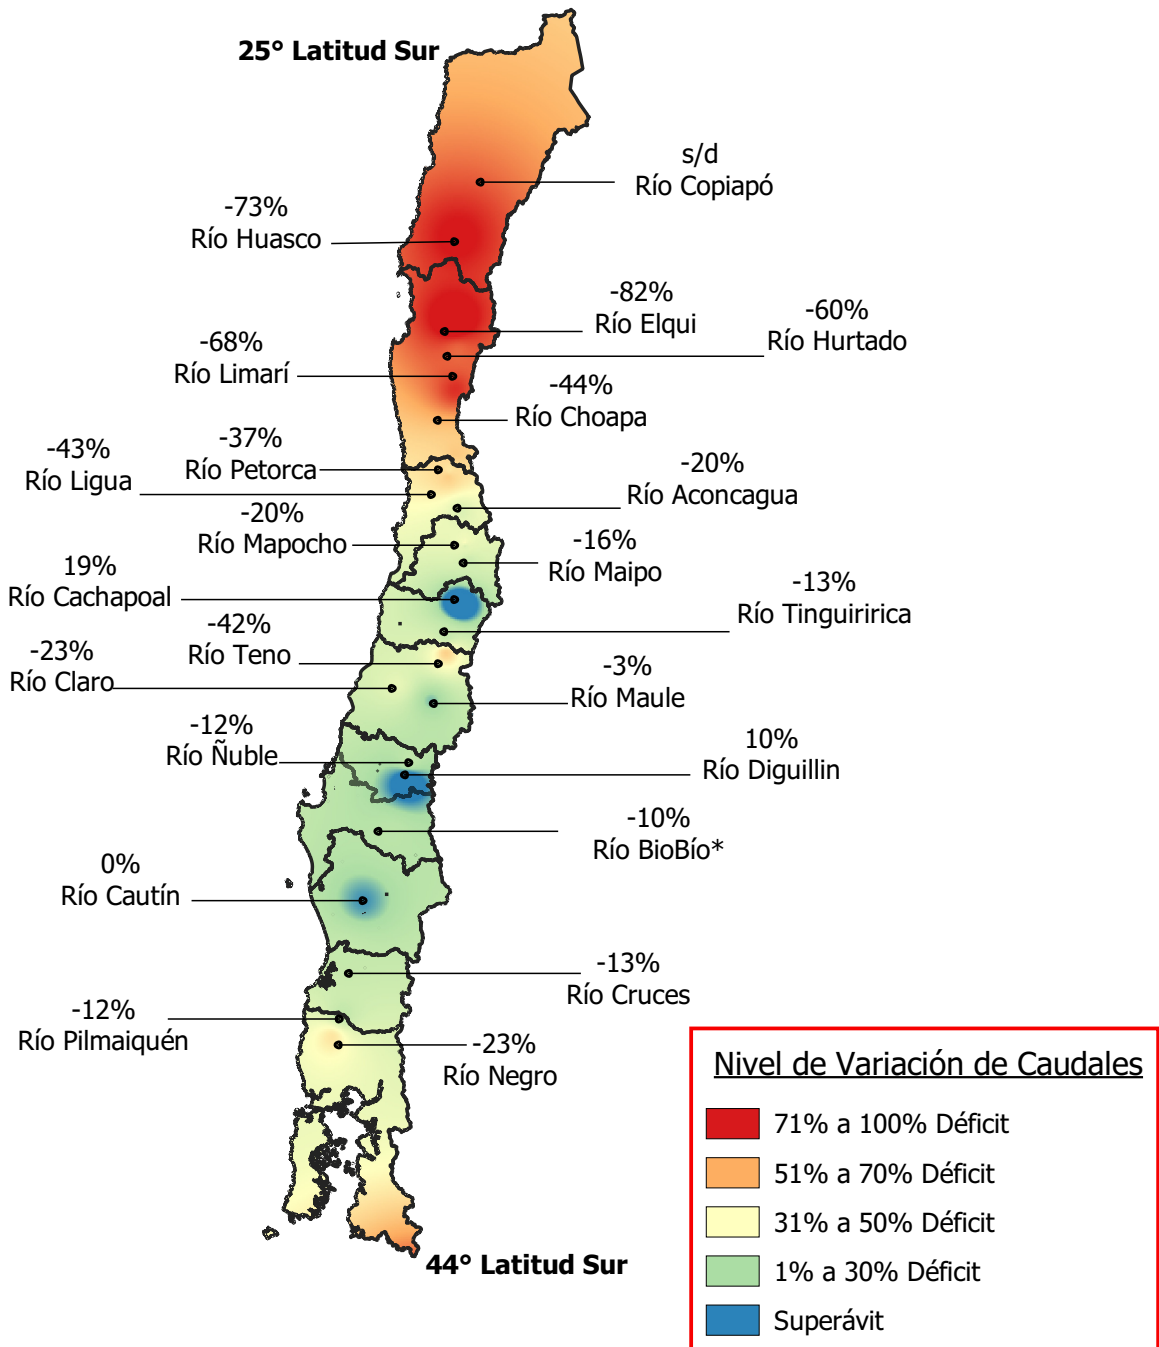 25° Latitud Sur
s/d
Río Copiapó
-73%
Río Huasco
-82%
Río Elqui
-60%
Río Hurtado
-68%
Río Limarí
-44%
Río Choapa
-37%
Río Petorca
-43%
Río Ligua
-20%
Río Aconcagua
-20%
Río Mapocho
-16%
Río Maipo
19%
Río Cachapoal
-13%
Río Tinguiririca
-42%
Río Teno
-23%
Río Claro
-3%
Río Maule
-12%
Río Ñuble
10%
Río Diguillin
-10%
Río BioBío*
0%
Río Cautín
-13%
Río Cruces
-12%
Río Pilmaiquén
-23%
Río Negro
44° Latitud Sur
Nivel de Variación de Caudales
71% a 100% Déficit
51% a 70% Déficit
31% a 50% Déficit
1% a 30% Déficit
Superávit